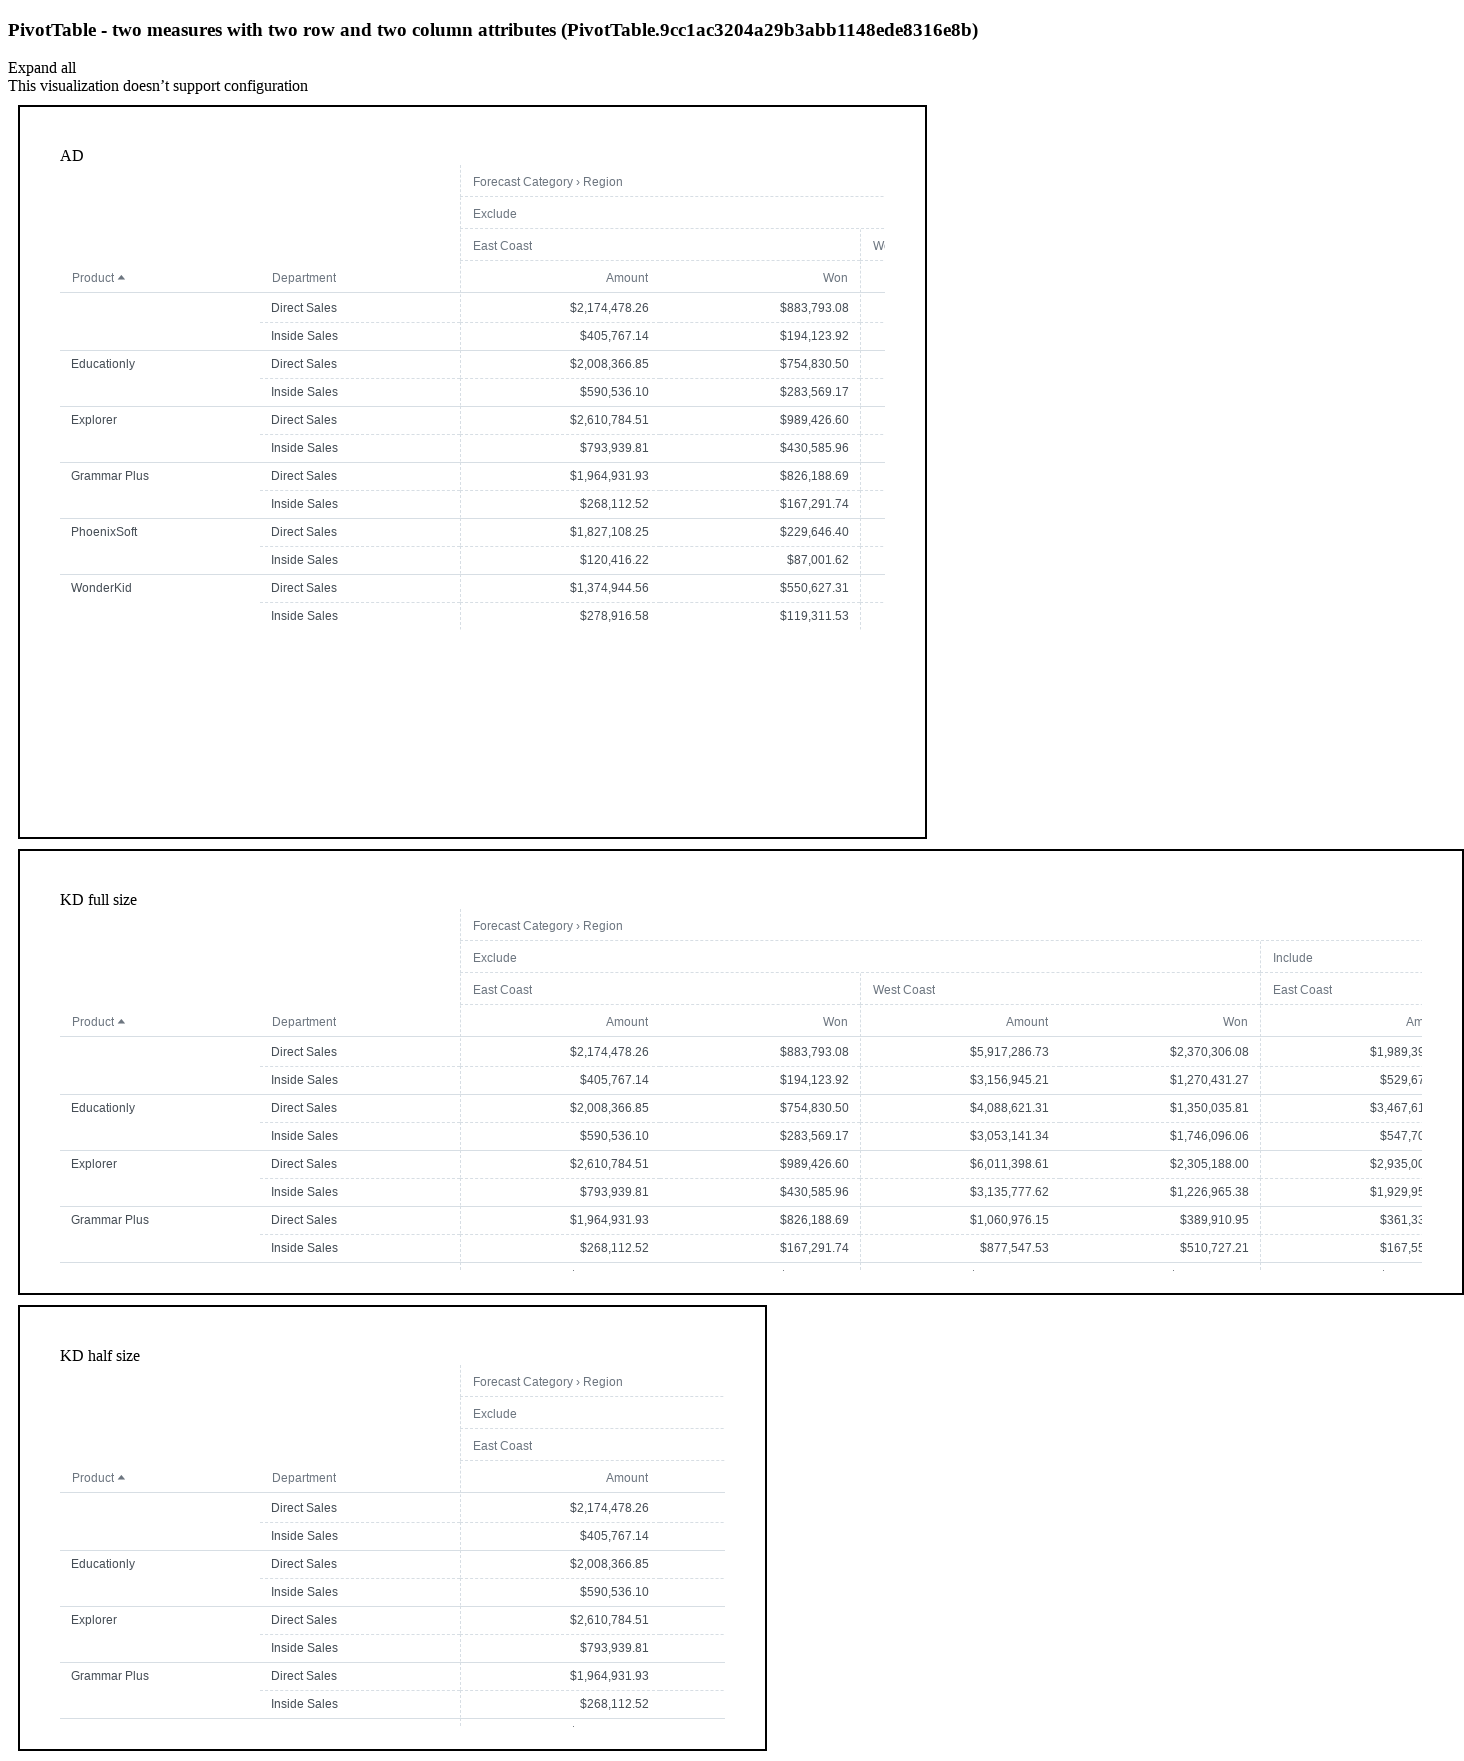 PivotTable - two measures with two row and two column attributes (PivotTable.9cc1ac3204a29b3abb1148ede8316e8b)
Expand all
This visualization doesn’t support configuration
AD
Forecast Category › Region
Exclude
East Coast
Product Department Amount Won
Direct Sales $2,174,478.26 $883,793.08
Inside Sales $405,767.14 $194,123.92
Educationly Direct Sales $2,008,366.85 $754,830.50
Inside Sales $590,536.10 $283,569.17
Explorer Direct Sales $2,610,784.51 $989,426.60
Inside Sales $793,939.81 $430,585.96
Grammar Plus Direct Sales $1,964,931.93 $826,188.69
Inside Sales $268,112.52 $167,291.74
PhoenixSoft Direct Sales $1,827,108.25 $229,646.40
Inside Sales $120,416.22 $87,001.62
WonderKid Direct Sales $1,374,944.56 $550,627.31
Inside Sales $278,916.58 $119,311.53
KD full size
Forecast Category › Region
Exclude Include
East Coast West Coast East Coast
Product Department Amount Won Amount Won Am
Direct Sales $2,174,478.26 $883,793.08 $5,917,286.73 $2,370,306.08 $1,989,39
Inside Sales $405,767.14 $194,123.92 $3,156,945.21 $1,270,431.27 $529,67
Educationly Direct Sales $2,008,366.85 $754,830.50 $4,088,621.31 $1,350,035.81 $3,467,61
Inside Sales $590,536.10 $283,569.17 $3,053,141.34 $1,746,096.06 $547,70
Explorer Direct Sales $2,610,784.51 $989,426.60 $6,011,398.61 $2,305,188.00 $2,935,00
Inside Sales $793,939.81 $430,585.96 $3,135,777.62 $1,226,965.38 $1,929,95
Grammar Plus Direct Sales $1,964,931.93 $826,188.69 $1,060,976.15 $389,910.95 $361,33
Inside Sales $268,112.52 $167,291.74 $877,547.53 $510,727.21 $167,55
KD half size
Forecast Category › Region
Exclude
East Coast
Product Department Amount
Direct Sales $2,174,478.26
Inside Sales $405,767.14
Educationly Direct Sales $2,008,366.85
Inside Sales $590,536.10
Explorer Direct Sales $2,610,784.51
Inside Sales $793,939.81
Grammar Plus Direct Sales $1,964,931.93
Inside Sales $268,112.52